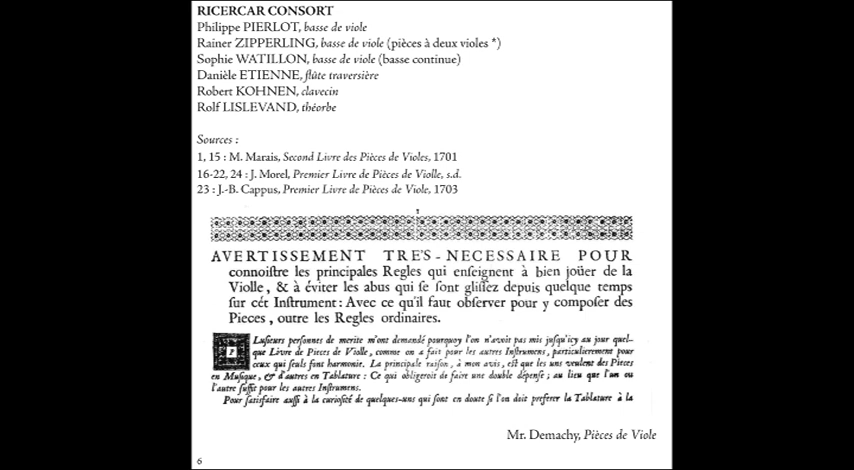 RICERCAR CONSORT
Philippe PIERLOT, basse de viole
Rainer ZIPPERLING, basse de viole (pièces à deux violes *)
Sophie WATILLON, basse de viole (basse continue)
Danièle ETIENNE, flûte traversière
Robert KOHNEN, clavecin
Rolf LISLEVAND, théorbe
Sources :
1, 15 : M. Marais, Second Livre des Pièces de Violes, 1701
16-22, 24 : J. Morel, Premier Livre de Pièces de Violle, s.d.
23 : J.-B. Cappus, Premier Livre de Pièces de Viole, 1703
1
AVERTISSEMENT TRE'S-NECESSAIRE POUR
connoiſtre les principales Regles qui enſeignent à bien joüer de la
Violle, & à éviter les abus qui ſe ſont gliſſez depuis quelque temps
ſur cét Inſtrument : Avec ce qu'il faut obſerver pour y compoſer des
Pieces, outre les Regles ordinaires.
PLuſieurs perſonnes de merite m'ont demandé pourquoy l'on n'avoit pas mis juſqu'icy au jour quel-
que Livre de Pieces de Violle, comme on a fait pour les autres Inſtrumens, particulierement pour
ceux qui ſeuls font harmonie. La principale raiſon, à mon avis, eſt que les uns veulent des Pieces
en Muſique, & d'autres en Tablature : Ce qui obligeroit de faire une double dépenſe ; au lieu que l'un ou
l'autre ſuffit pour les autres Inſtrumens.
Pour ſatisfaire auſſi à la curioſité de quelques-uns qui ſont en doute ſi l'on doit preferer la Tablature à la
Mr. Demachy, Pièces de Viole
6